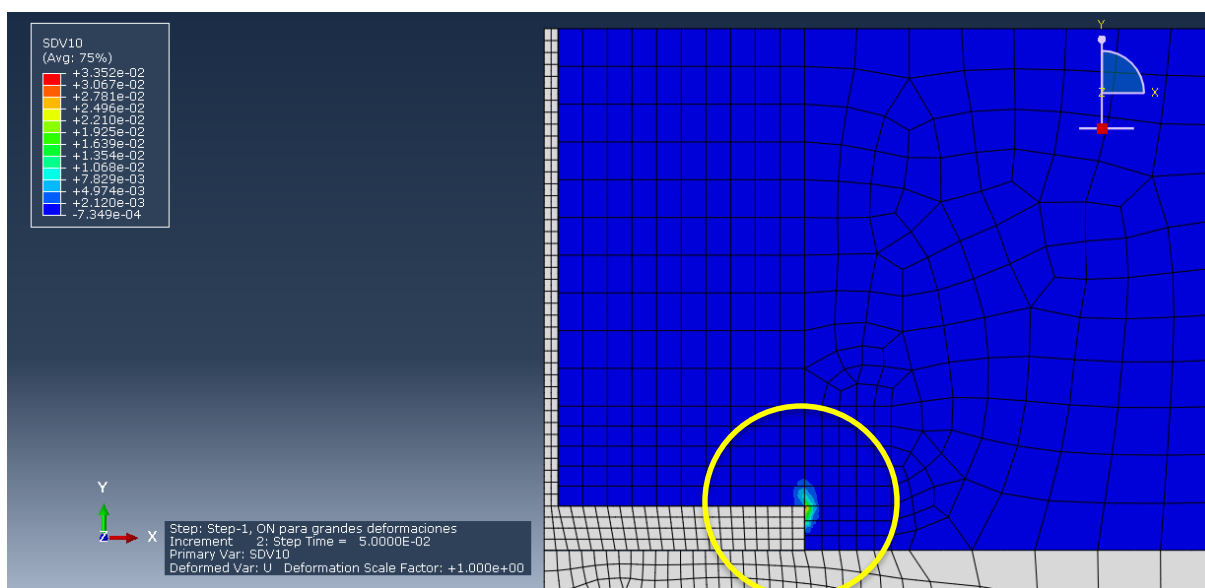 SDV10
(Avg: 75%)
+3.352e-02
+3.067e-02
+2.781e-02
+2.496e-02
+2.210e-02
+1.925e-02
+1.639e-02
+1.354e-02
+1.068e-02
+7.829e-03
+4.974e-03
+2.120e-03
-7.349e-04
Y
Z
X
Y
Z
X
Step: Step-1, ON para grandes deformaciones
Increment 2: Step Time = 5.0000E-02
Primary Var: SDV10
Deformed Var: U Deformation Scale Factor: +1.000e+00